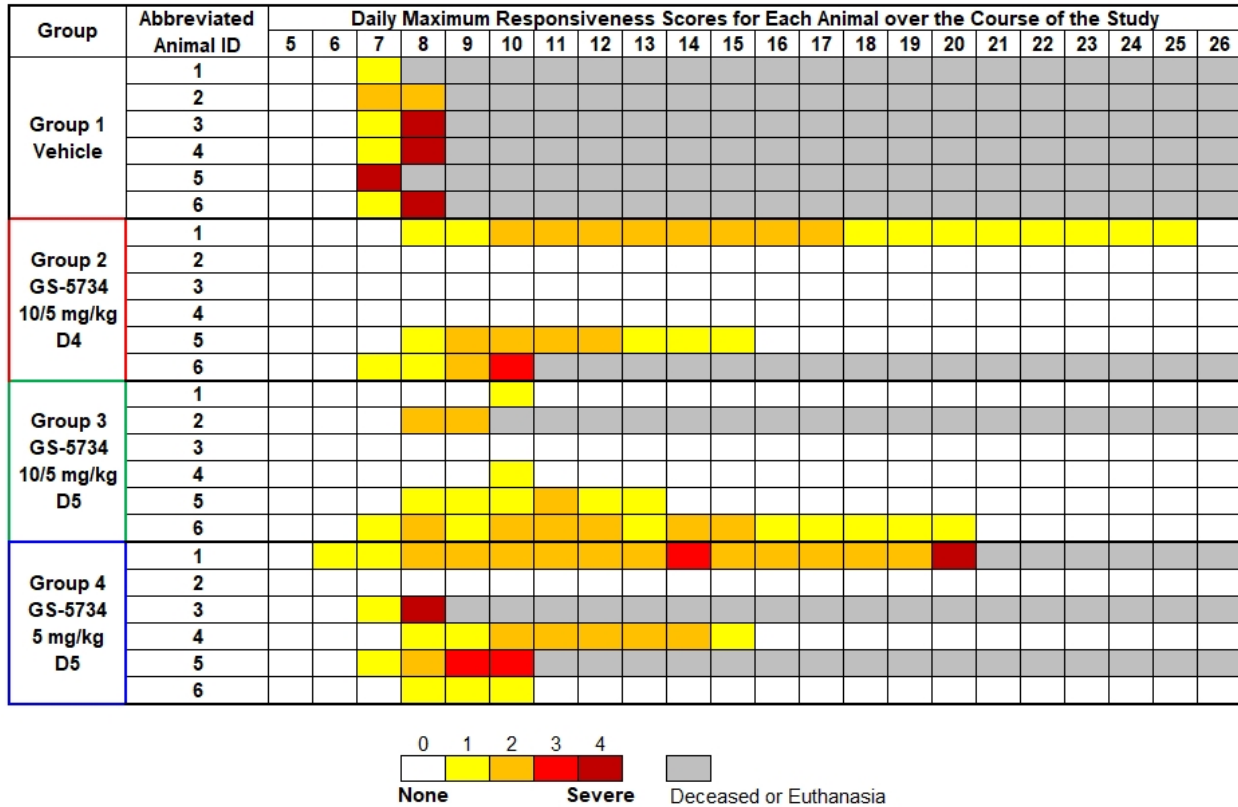 Group Abbreviated Animal ID Daily Maximum Responsiveness Scores for Each Animal over the Course of the Study
5 6 7 8 9 10 11 12 13 14 15 16 17 18 19 20 21 22 23 24 25 26
Group 1
Vehicle
1
2
3
4
5
6
Group 2
GS-5734
10/5 mg/kg
D4
1
2
3
4
5
6
Group 3
GS-5734
10/5 mg/kg
D5
1
2
3
4
5
6
Group 4
GS-5734
5 mg/kg
D5
1
2
3
4
5
6
0 1 2 3 4
None Severe Deceased or Euthanasia